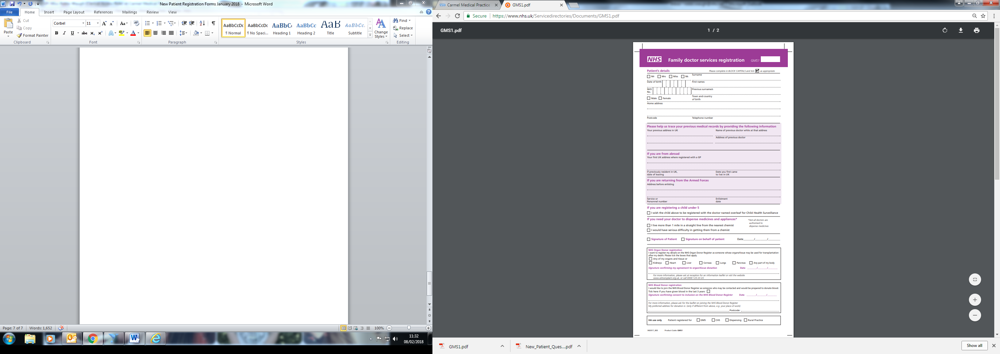 New Patient Registration Forms January 2018 - Microsoft Word
File Home Insert Page Layout References Mailings Review View
Paste
Cut
Copy
Format Painter
Clipboard
Corbel 11
B I U abc x₂ x²
Font
Paragraph
AaBbCcDc AaBbCcDc AaBbCc AaBbCc AaB AaBbCc.
¶ Normal ¶ No Spaci... Heading 1 Heading 2 Title Subtitle
Change Styles
Styles
Find
Replace
Select
Editing
Page: 7 of 7 Words: 1,652
100%
11:32
08/02/2018
Carmel Medical Practice
GMS1.pdf
Secure https://www.nhs.uk/Servicedirectories/Documents/GMS1.pdf
GMS1.pdf 1 / 2
NHS Family doctor services registration GMS1
Patient's details Please complete in BLOCK CAPITALS and tick ✓ as appropriate
Mr Mrs Miss Ms Surname
Date of birth First names
NHS No. Previous surname/s
Male Female Town and country of birth
Home address
Postcode Telephone number
Please help us trace your previous medical records by providing the following information
Your previous address in UK Name of previous doctor while at that address
Address of previous doctor
If you are from abroad
Your first UK address where registered with a GP
If previously resident in UK, date of leaving Date you first came to live in UK
If you are returning from the Armed Forces
Address before enlisting
Service or Personnel number Enlistment date
If you are registering a child under 5
I wish the child above to be registered with the doctor named overleaf for Child Health Surveillance
If you need your doctor to dispense medicines and appliances*
*Not all doctors are authorised to dispense medicines
I live more than 1 mile in a straight line from the nearest chemist
I would have serious difficulty in getting them from a chemist
Signature of Patient Signature on behalf of patient Date____/____/____
NHS Organ Donor registration
I want to register my details on the NHS Organ Donor Register as someone whose organs/tissue may be used for transplantation
after my death. Please tick the boxes that apply.
Any of my organs and tissue or
Kidneys Heart Liver Corneas Lungs Pancreas Any part of my body
Signature confirming my agreement to organ/tissue donation Date ____/____/____
For more information, please ask at reception for an information leaflet or visit the website
www.uktransplant.org.uk, or call 0300 123 23 23.
NHS Blood Donor registration
I would like to join the NHS Blood Donor Register as someone who may be contacted and would be prepared to donate blood.
Tick here if you have given blood in the last 3 years
Signature confirming consent to inclusion on the NHS Blood Donor Register Date ____/____/____
For more information, please ask for the leaflet on joining the NHS Blood Donor Register
My preferred address for donation is: (only if different from above, e.g. your place of work)
Postcode:
HA use only Patient registered for GMS CHS Dispensing Rural Practice
042017_003 Product Code: GMS1
GMS1.pdf
New_Patient_Ques....pdf
Show all